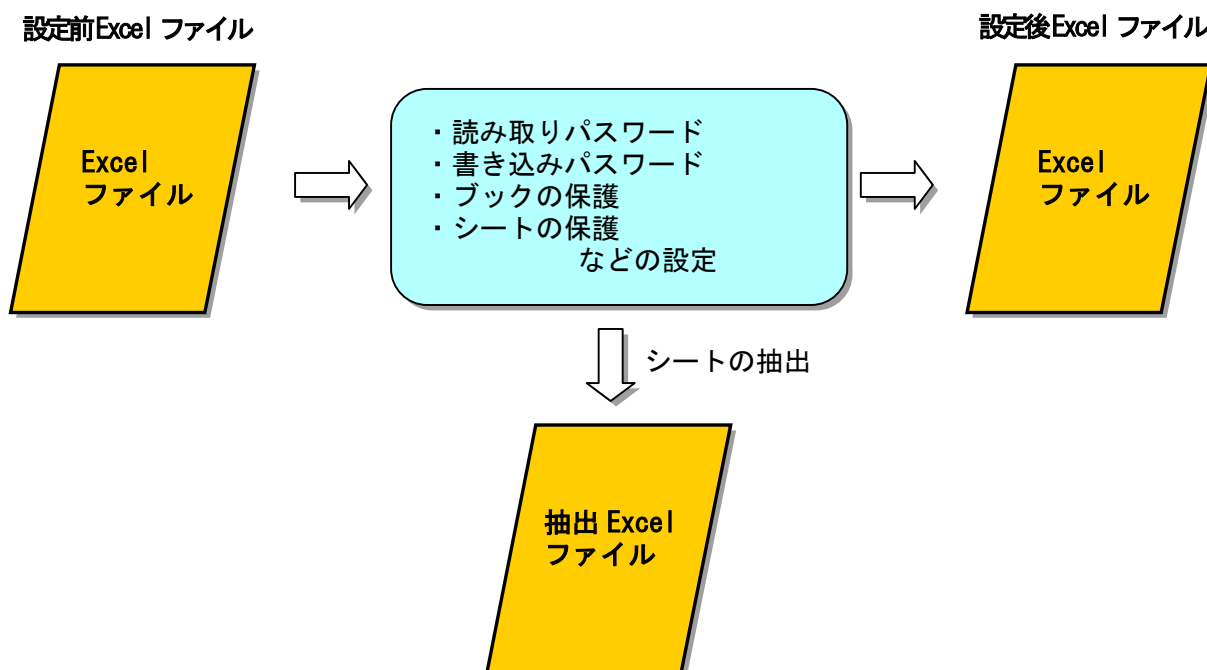 設定前Excel ファイル
設定後Excel ファイル
Excel
ファイル
・読み取りパスワード
・書き込みパスワード
・ブックの保護
・シートの保護
などの設定
Excel
ファイル
シートの抽出
抽出 Excel
ファイル